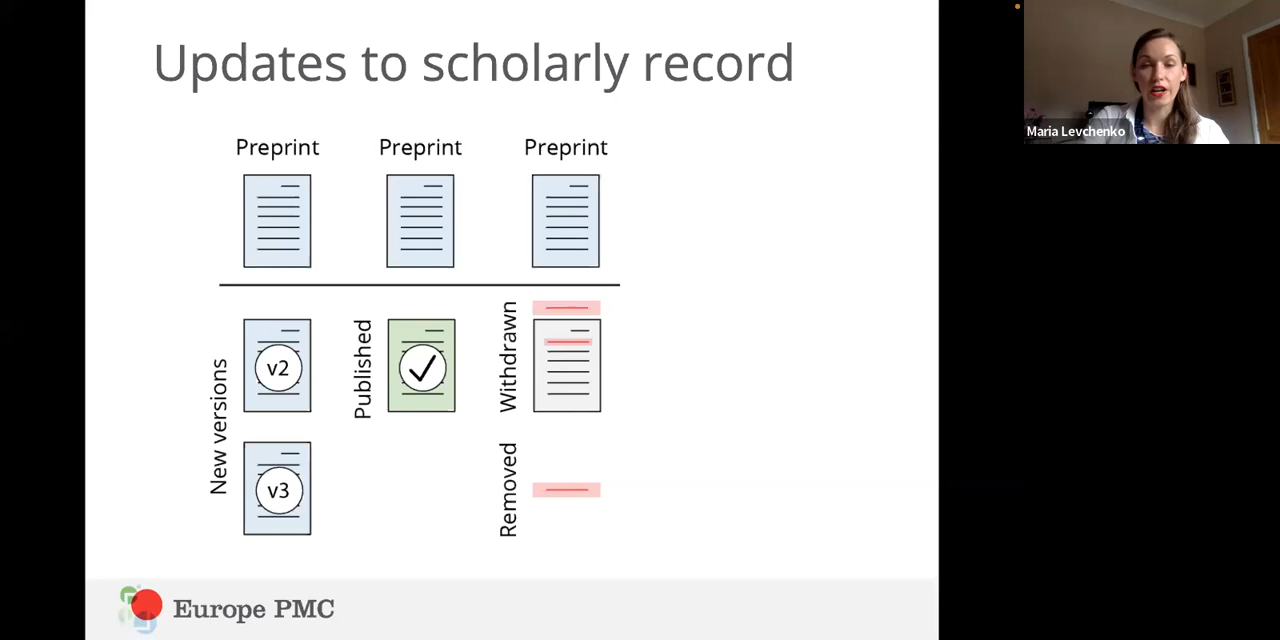 Updates to scholarly record
Maria Levchenko
Preprint Preprint Preprint
New versions
v2
v3
Published
Withdrawn
Removed
Europe PMC